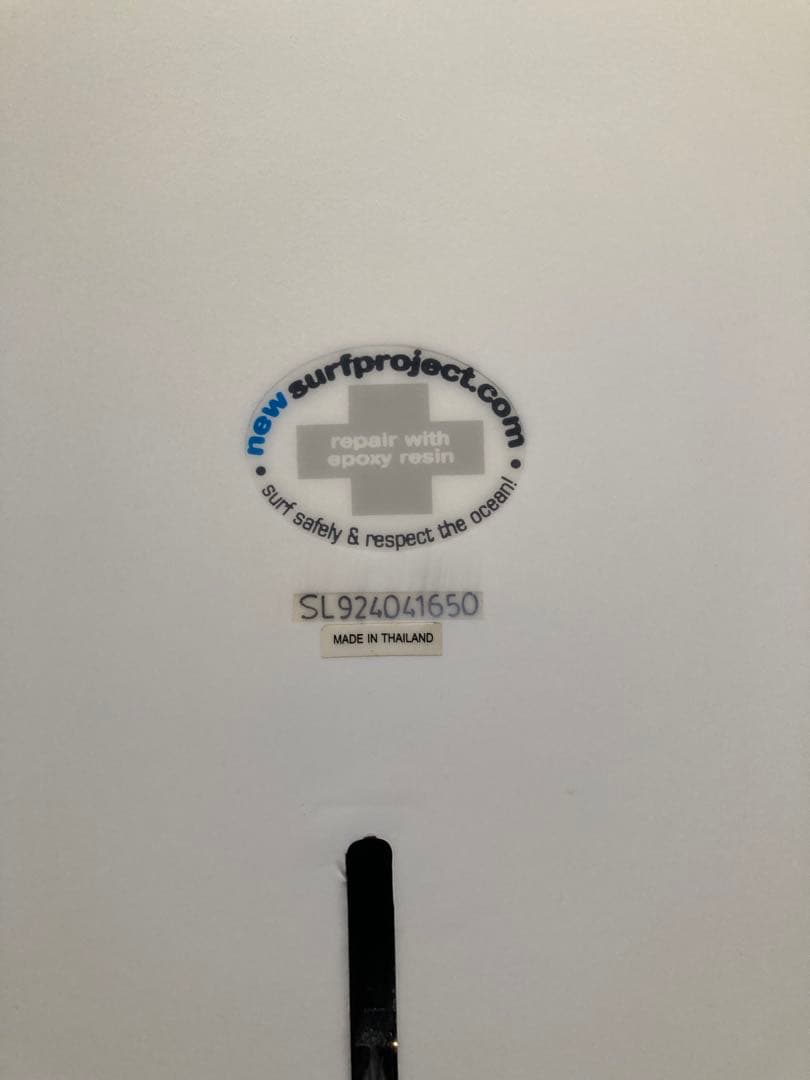 newsurfproject.com
repair with
epoxy resin
• surf safely & respect the ocean! •
SL924041650
MADE IN THAILAND